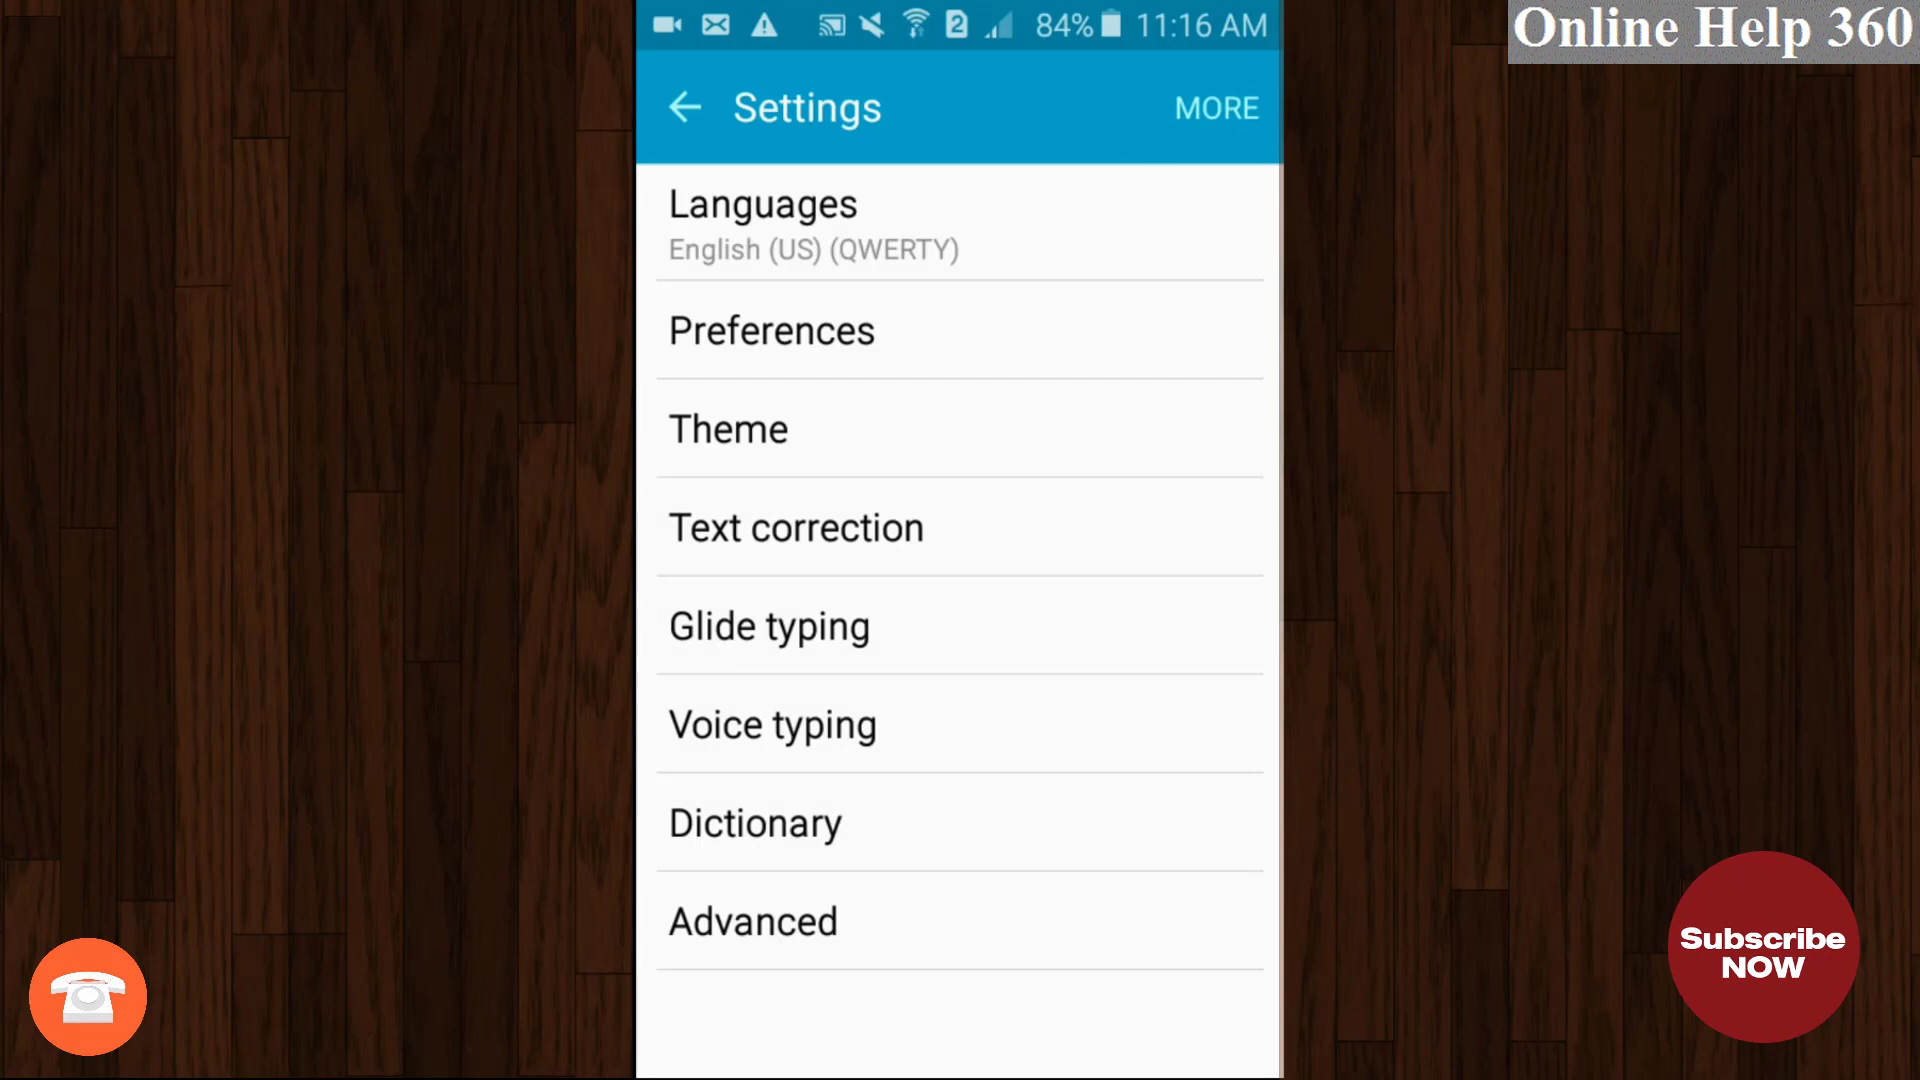 2 84% 11:16 AM
Online Help 360
Settings
MORE
Languages
English (US) (QWERTY)
Preferences
Theme
Text correction
Glide typing
Voice typing
Dictionary
Advanced
Subscribe
NOW